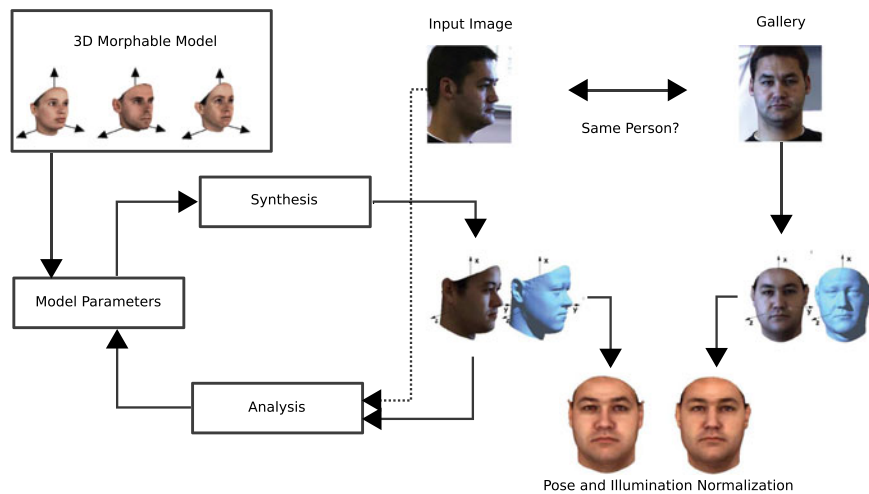 3D Morphable Model
Input Image
Gallery
Same Person?
Synthesis
Model Parameters
Analysis
x
y
z
x
y
z
Pose and Illumination Normalization